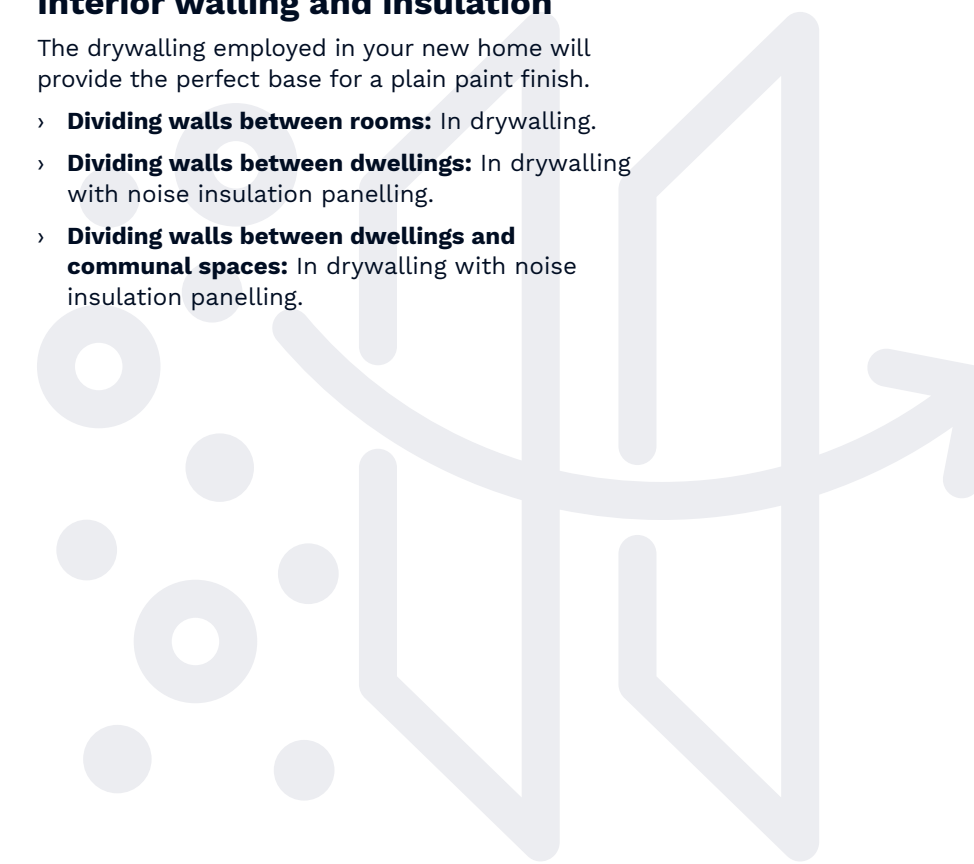 Interior walling and insulation
The drywalling employed in your new home will
provide the perfect base for a plain paint finish.
› Dividing walls between rooms: In drywalling.
› Dividing walls between dwellings: In drywalling
with noise insulation panelling.
› Dividing walls between dwellings and
communal spaces: In drywalling with noise
insulation panelling.